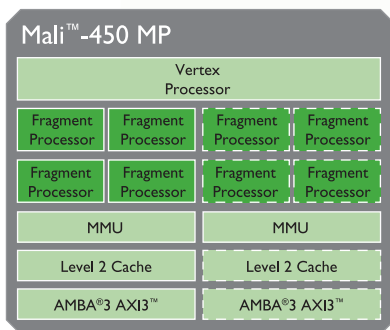 Mali™-450 MP
Vertex
Processor
Fragment Fragment Fragment Fragment
Processor Processor Processor Processor
Fragment Fragment Fragment Fragment
Processor Processor Processor Processor
MMU MMU
Level 2 Cache Level 2 Cache
AMBA®3 AXI3™ AMBA®3 AXI3™